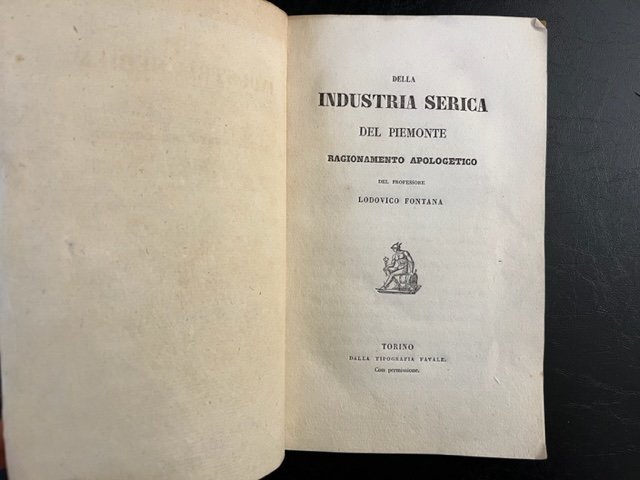 DELLA
INDUSTRIA SERICA
DEL PIEMONTE
RAGIONAMENTO APOLOGETICO
DEL PROFESSORE
LODOVICO FONTANA
TORINO
DALLA TIPOGRAFIA FAVALE.
Con permissione.